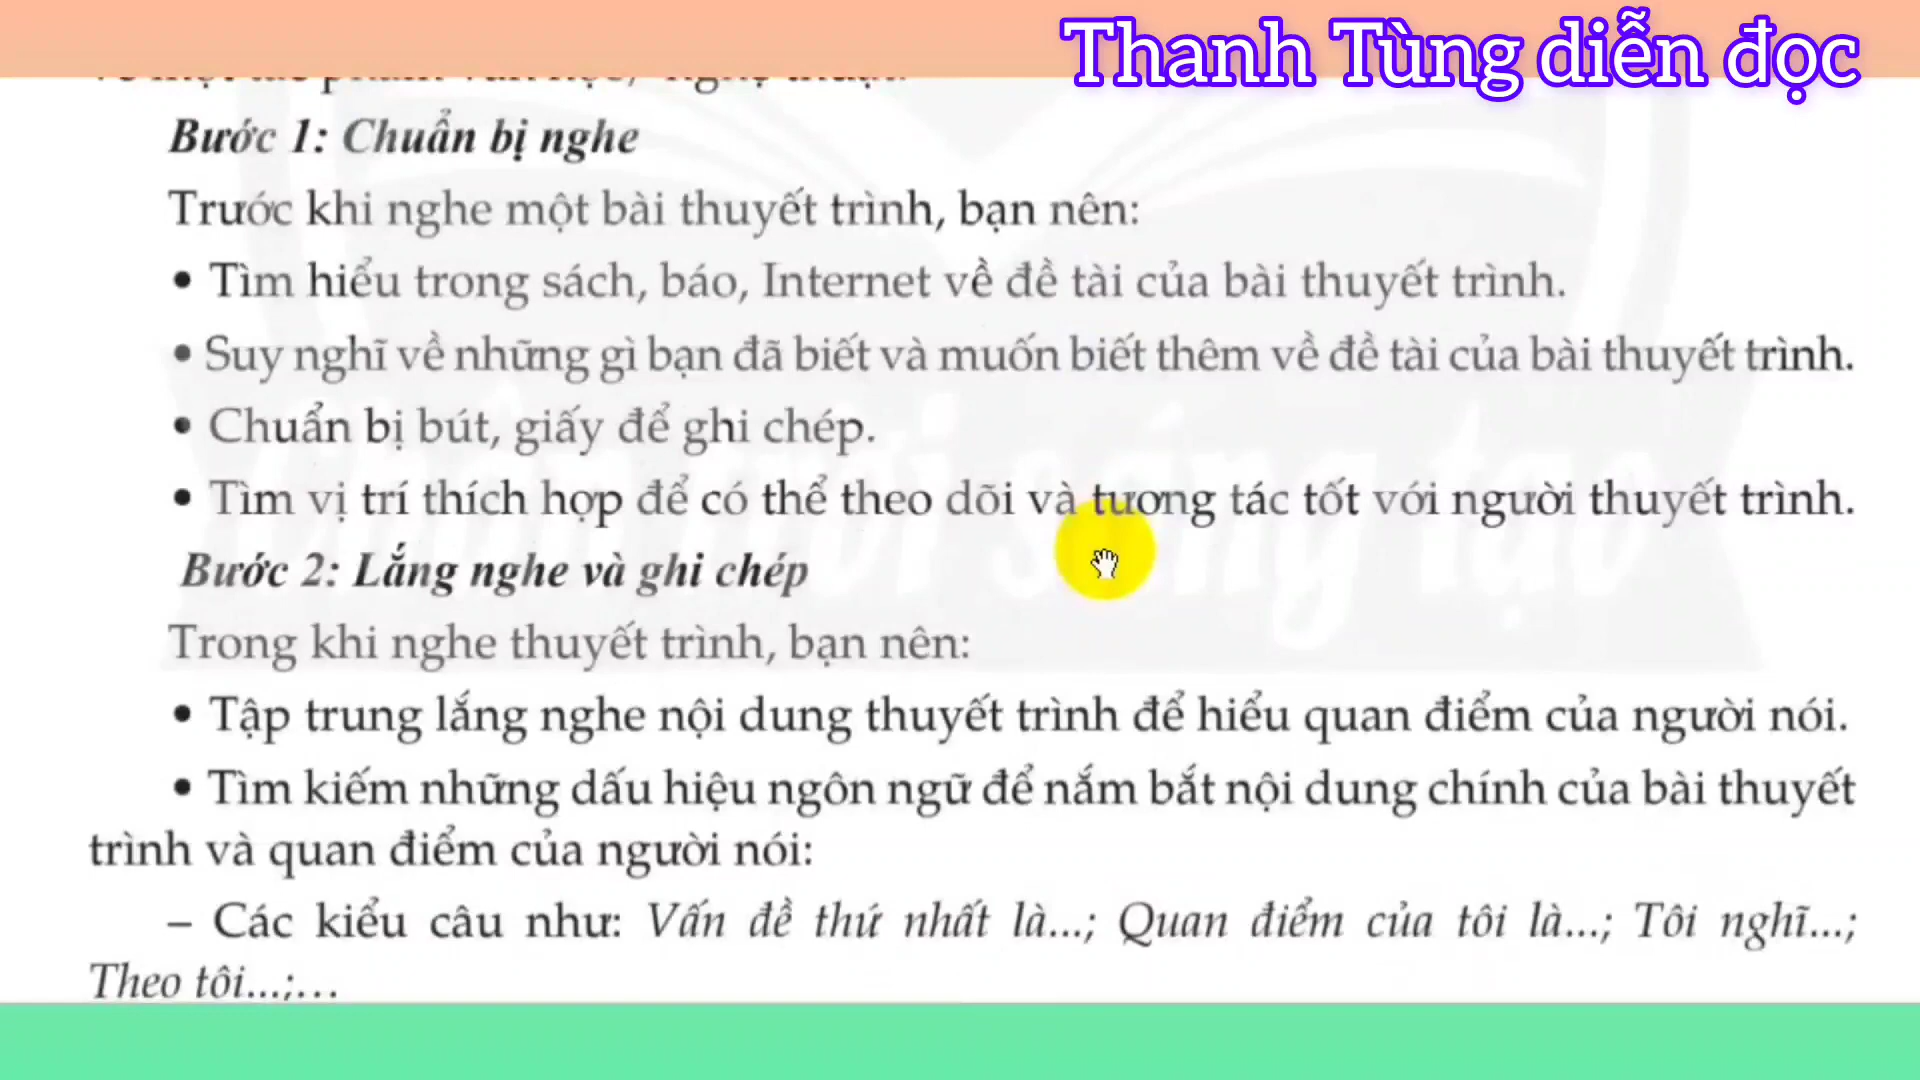 Thanh Tùng diễn đọc
Bước 1: Chuẩn bị nghe
Trước khi nghe một bài thuyết trình, bạn nên:
• Tìm hiểu trong sách, báo, Internet về đề tài của bài thuyết trình.
• Suy nghĩ về những gì bạn đã biết và muốn biết thêm về đề tài của bài thuyết trình.
• Chuẩn bị bút, giấy để ghi chép.
• Tìm vị trí thích hợp để có thể theo dõi và tương tác tốt với người thuyết trình.
Bước 2: Lắng nghe và ghi chép
Trong khi nghe thuyết trình, bạn nên:
• Tập trung lắng nghe nội dung thuyết trình để hiểu quan điểm của người nói.
• Tìm kiếm những dấu hiệu ngôn ngữ để nắm bắt nội dung chính của bài thuyết
trình và quan điểm của người nói:
– Các kiểu câu như: Vấn đề thứ nhất là...; Quan điểm của tôi là...; Tôi nghĩ...;
Theo tôi...;...